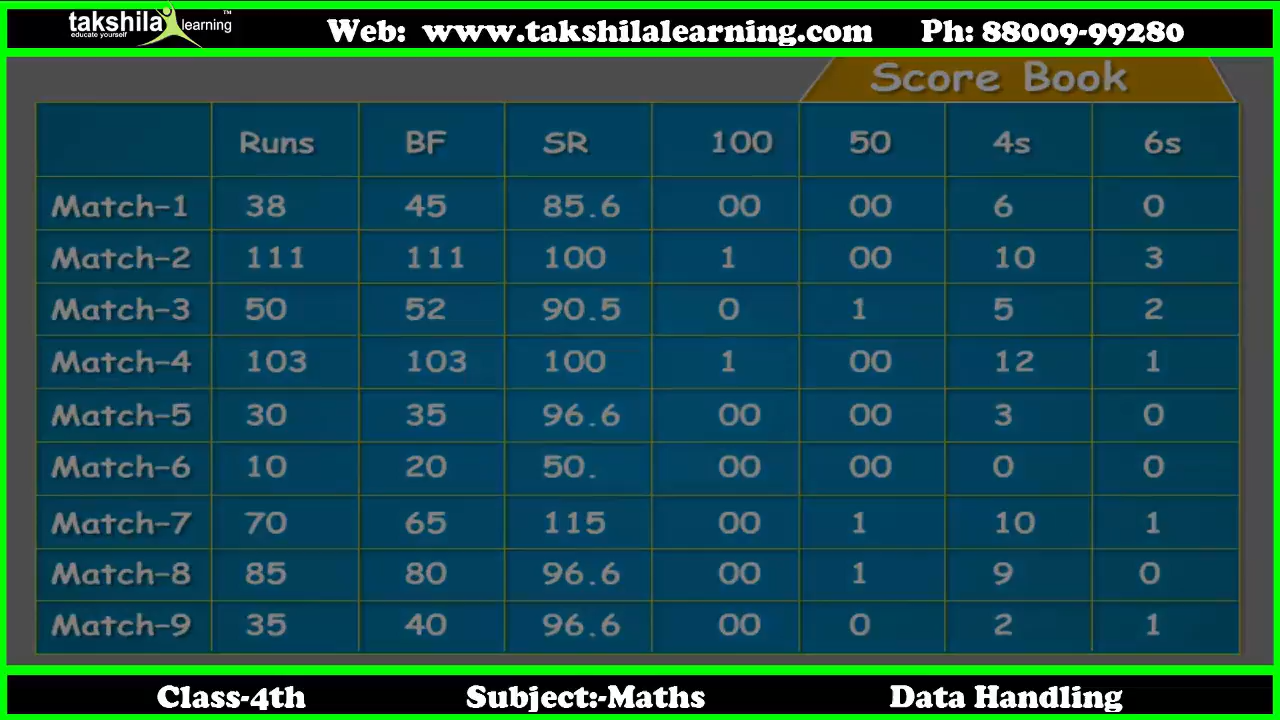 takshila learning ™ Web: www.takshilalearning.com Ph: 88009-99280
educate yourself
Score Book
Runs BF SR 100 50 4s 6s
Match-1 38 45 85.6 00 00 6 0
Match-2 111 111 100 1 00 10 3
Match-3 50 52 90.5 0 1 5 2
Match-4 103 103 100 1 00 12 1
Match-5 30 35 96.6 00 00 3 0
Match-6 10 20 50. 00 00 0 0
Match-7 70 65 115 00 1 10 1
Match-8 85 80 96.6 00 1 9 0
Match-9 35 40 96.6 00 0 2 1
Class-4th Subject:-Maths Data Handling